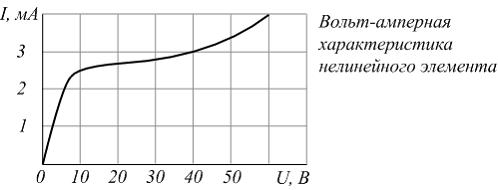 I, мА
Вольт-амперная
характеристика
нелинейного элемента
3
2
1
0 10 20 30 40 50 U, В